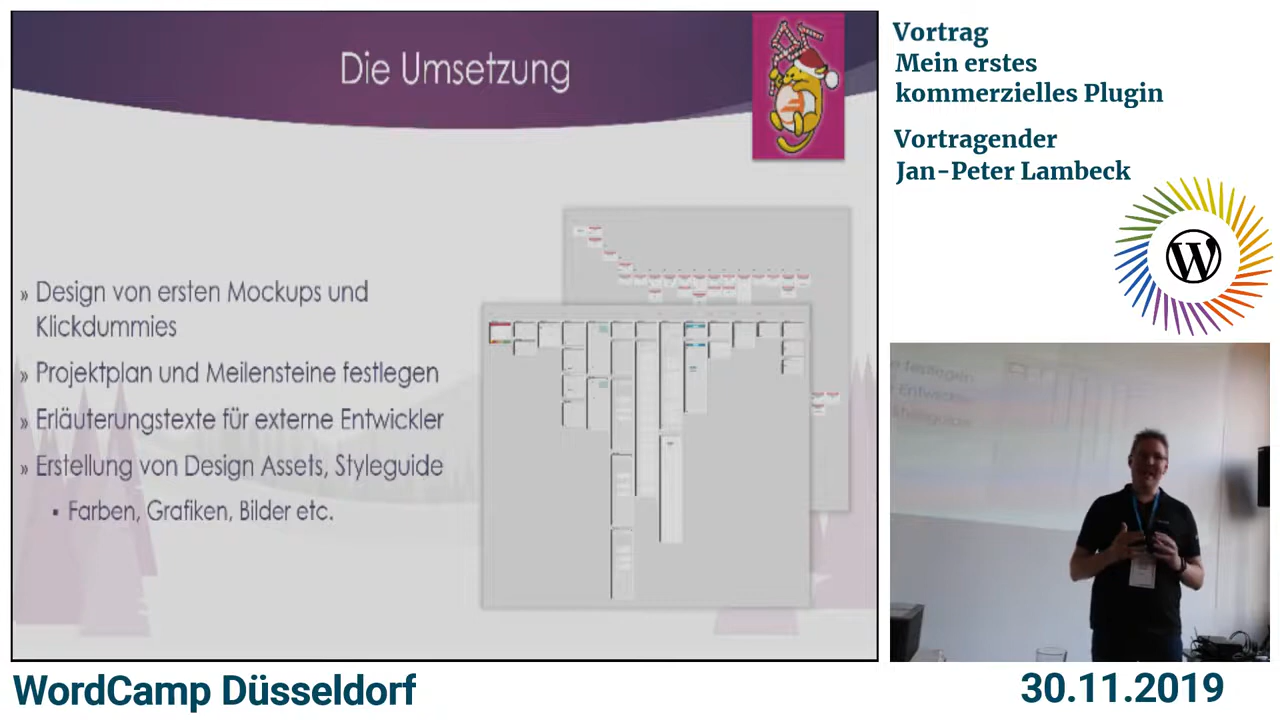 Die Umsetzung
» Design von ersten Mockups und
Klickdummies
» Projektplan und Meilensteine festlegen
» Erläuterungstexte für externe Entwickler
» Erstellung von Design Assets, Styleguide
▪ Farben, Grafiken, Bilder etc.
Vortrag
Mein erstes
kommerzielles Plugin
Vortragender
Jan-Peter Lambeck
W
WordCamp Düsseldorf
30.11.2019